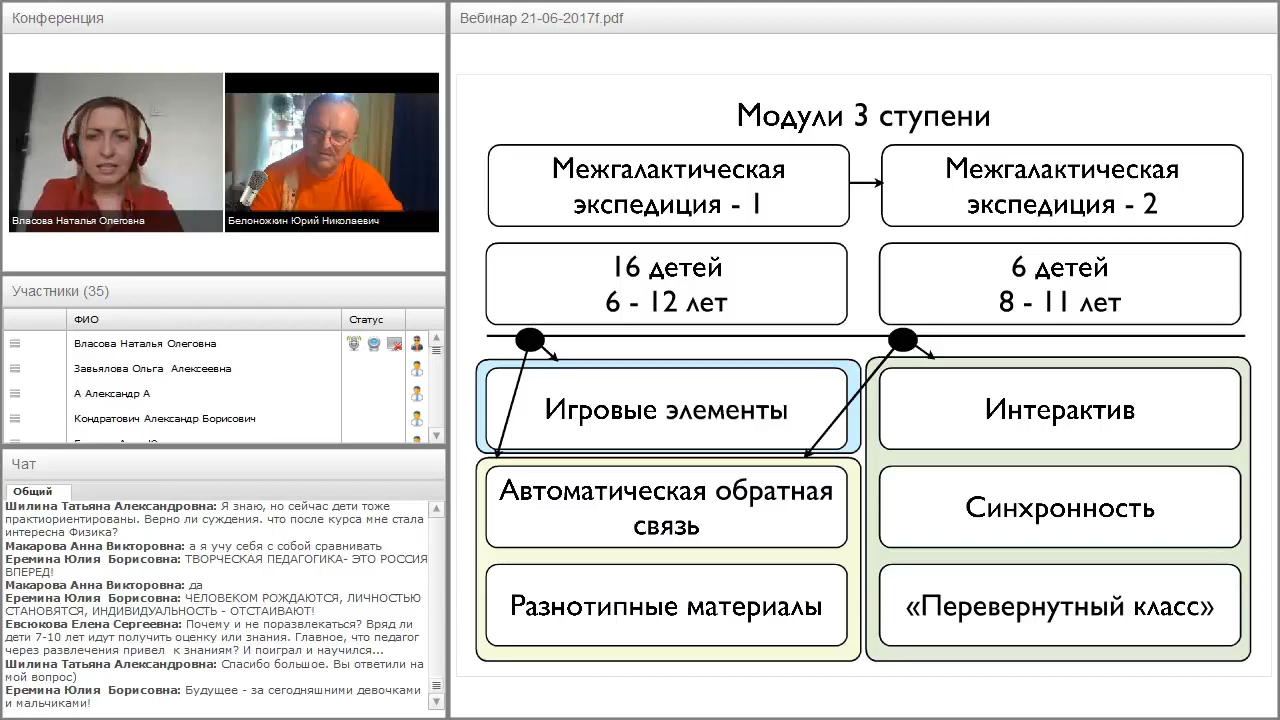 Конференция
Власова Наталья Олеговна
Белоножкин Юрий Николаевич
Участники (35)
ФИО
Статус
Власова Наталья Олеговна
Завьялова Ольга Алексеевна
А Александр А
Кондратович Александр Борисович
Чат
Общий
Шилина Татьяна Александровна: Я знаю, но сейчас дети тоже
практиориентированы. Верно ли суждения. что после курса мне стала
интересна Физика?
Макарова Анна Викторовна: а я учу себя с собой сравнивать
Еремина Юлия Борисовна: ТВОРЧЕСКАЯ ПЕДАГОГИКА- ЭТО РОССИЯ
ВПЕРЕД!
Макарова Анна Викторовна: да
Еремина Юлия Борисовна: ЧЕЛОВЕКОМ РОЖДАЮТСЯ, ЛИЧНОСТЬЮ
СТАНОВЯТСЯ, ИНДИВИДУАЛЬНОСТЬ - ОТСТАИВАЮТ!
Евсюкова Елена Сергеевна: Почему и не поразвлекаться? Вряд ли
дети 7-10 лет идут получить оценку или знания. Главное, что педагог
через развлечения привел к знаниям? И поиграл и научился...
Шилина Татьяна Александровна: Спасибо большое. Вы ответили на
мой вопрос)
Еремина Юлия Борисовна: Будущее - за сегодняшними девочками
и мальчиками!
Вебинар 21-06-2017f.pdf
Модули 3 ступени
Межгалактическая
экспедиция - 1
Межгалактическая
экспедиция - 2
16 детей
6 - 12 лет
6 детей
8 - 11 лет
Игровые элементы
Интерактив
Автоматическая обратная
связь
Синхронность
Разнотипные материалы
«Перевернутный класс»